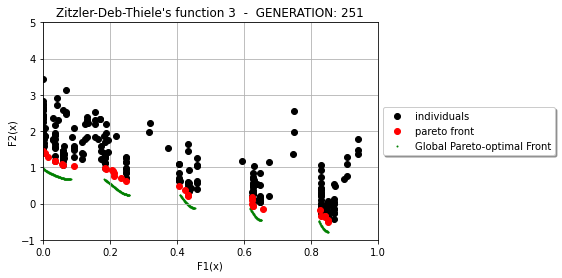 Zitzler-Deb-Thiele's function 3  -  GENERATION: 251
5
4
3
2
1
0
−1
F2(x)
0.0 0.2 0.4 0.6 0.8 1.0
F1(x)
individuals
pareto front
Global Pareto-optimal Front